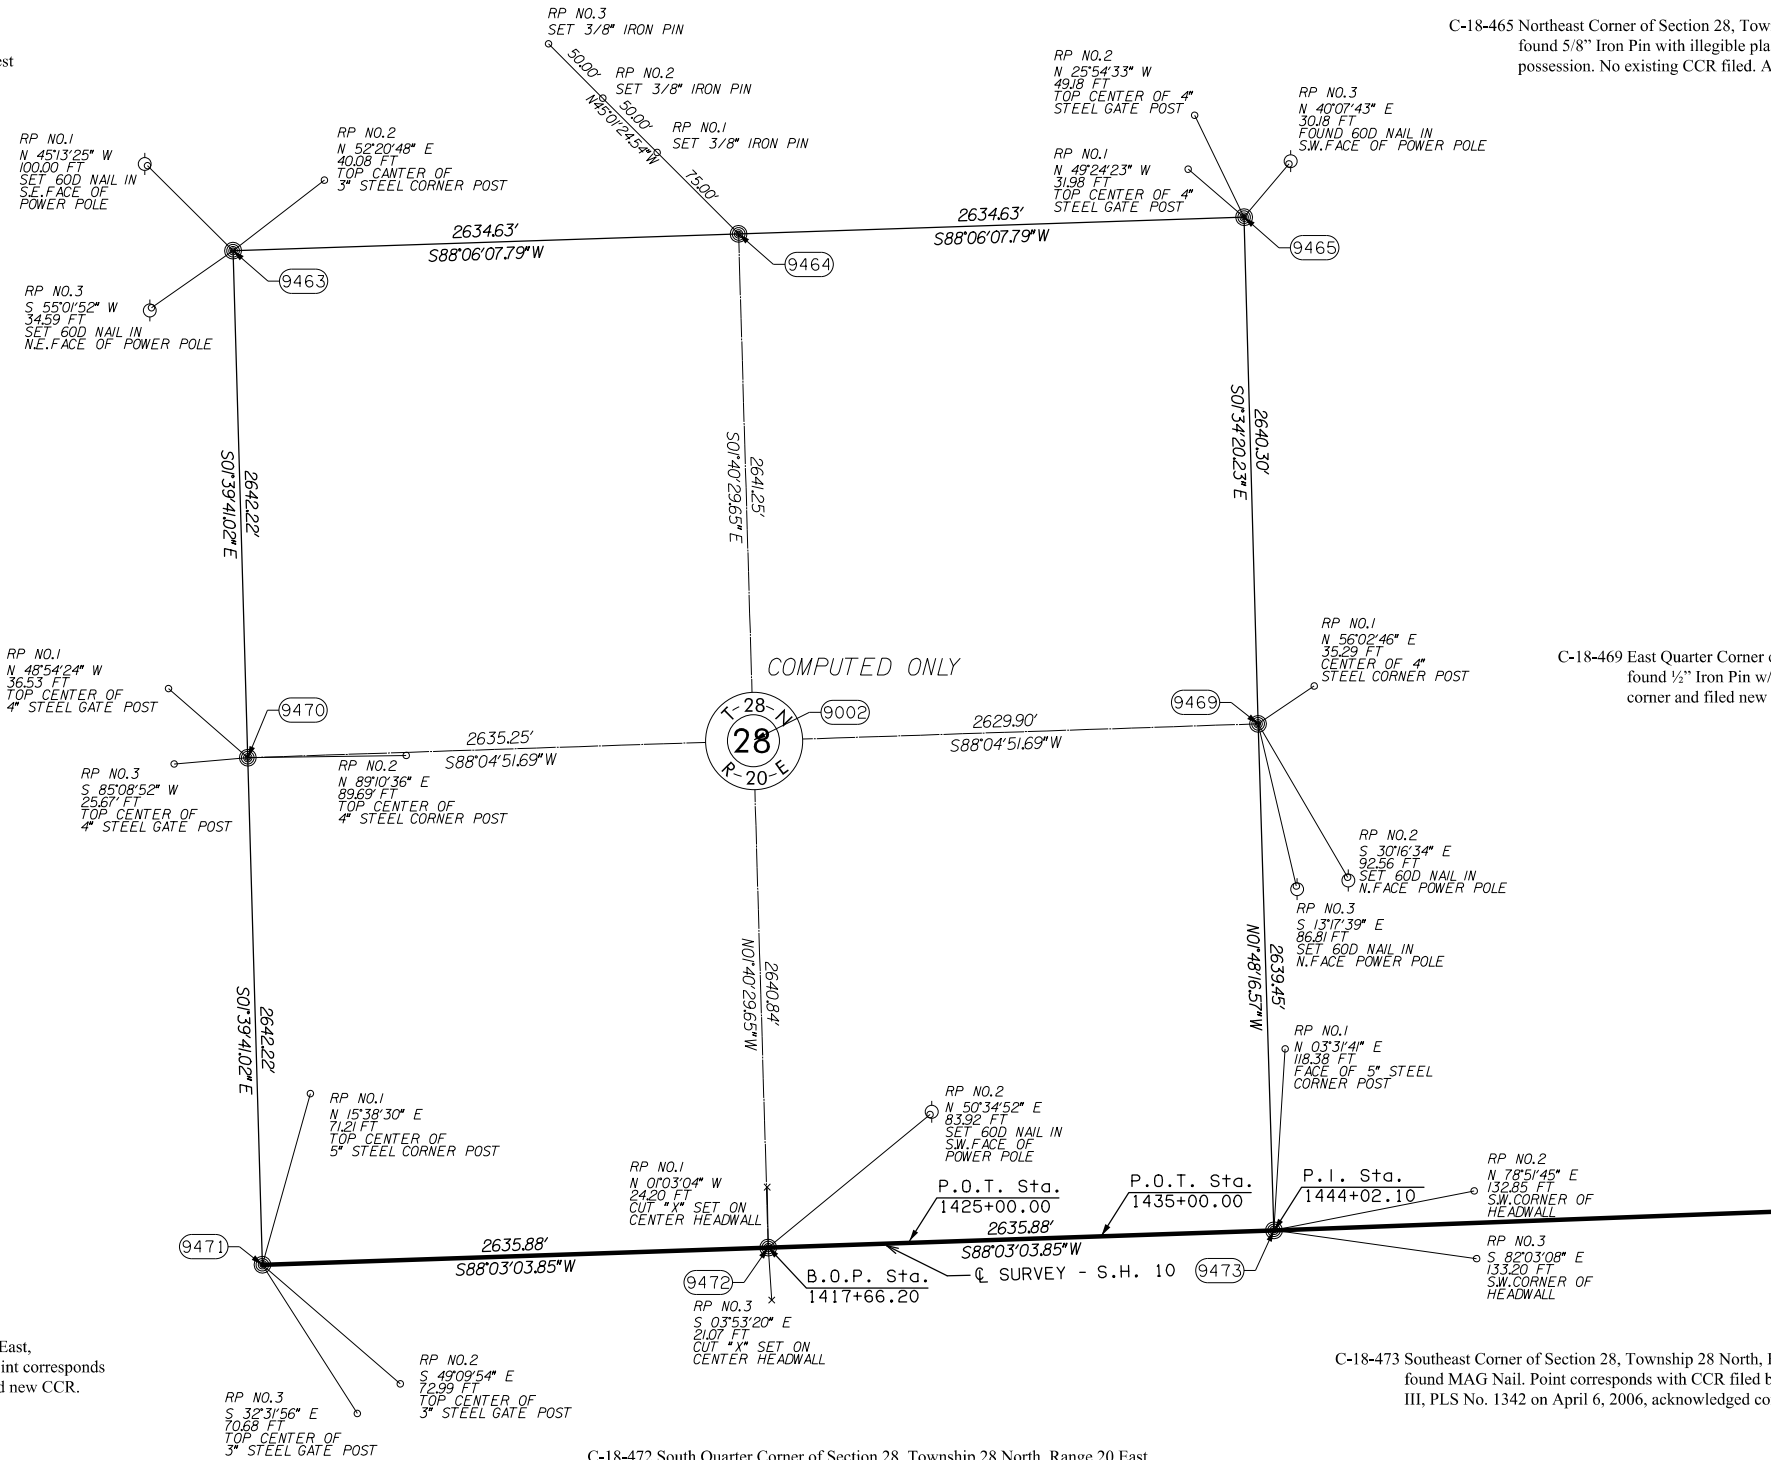 RP NO.3
SET 3/8" IRON PIN
50.00'
RP NO.2
SET 3/8" IRON PIN
50.00'
N45°01'24.54"W
RP NO.1
SET 3/8" IRON PIN
75.00'
est
C-18-465 Northeast Corner of Section 28, Tow
found 5/8” Iron Pin with illegible pla
possession. No existing CCR filed. A
RP NO.2
N 25°54'33" W
49.18 FT
TOP CENTER OF 4"
STEEL GATE POST
RP NO.3
N 40°07'43" E
30.18 FT
FOUND 60D NAIL IN
S.W.FACE OF POWER POLE
RP NO.1
N 49°24'23" W
31.98 FT
TOP CENTER OF 4"
STEEL GATE POST
RP NO.1
N 45°13'25" W
100.00 FT
SET 60D NAIL IN
S.E.FACE OF
POWER POLE
RP NO.2
N 52°20'48" E
40.08 FT
TOP CANTER OF
3" STEEL CORNER POST
2634.63'
S88°06'07.79"W
2634.63'
S88°06'07.79"W
9463
9464
9465
RP NO.3
S 55°01'52" W
34.59 FT
SET 60D NAIL IN
N.E.FACE OF POWER POLE
2642.22'
S01°39'41.02"E
2641.25'
S01°40'29.65"E
2640.30'
S01°34'20.23"E
RP NO.1
N 48°54'24" W
36.53 FT
TOP CENTER OF
4" STEEL GATE POST
9470
COMPUTED ONLY
T-28-N
28
R-20-E
9002
9469
RP NO.1
N 56°02'46" E
35.29 FT
CENTER OF 4"
STEEL CORNER POST
C-18-469 East Quarter Corner o
found ½” Iron Pin w/
corner and filed new
2635.25'
S88°04'51.69"W
2629.90'
S88°04'51.69"W
RP NO.3
S 85°08'52" W
25.67' FT
TOP CENTER OF
4" STEEL GATE POST
RP NO.2
N 89°10'36" E
89.69' FT
TOP CENTER OF
4" STEEL CORNER POST
RP NO.2
S 30°16'34" E
92.56 FT
SET 60D NAIL IN
N.FACE POWER POLE
RP NO.3
S 13°17'39" E
86.81 FT
SET 60D NAIL IN
N.FACE POWER POLE
2642.22'
S01°39'41.02"E
2640.84'
N01°40'29.65"W
2639.45'
N01°48'16.57"W
RP NO.1
N 03°31'41" E
118.38 FT
FACE OF 5" STEEL
CORNER POST
RP NO.1
N 15°38'30" E
71.21 FT
TOP CENTER OF
5" STEEL CORNER POST
RP NO.2
N 50°34'52" E
83.92 FT
SET 60D NAIL IN
S.W.FACE OF
POWER POLE
RP NO.1
N 01°03'04" W
24.20 FT
CUT "X" SET ON
CENTER HEADWALL
P.O.T. Sta.
1425+00.00
P.O.T. Sta.
1435+00.00
P.I. Sta.
1444+02.10
RP NO.2
N 78°51'45" E
132.85 FT
S.W.CORNER OF
HEADWALL
9471
2635.88'
S88°03'03.85"W
2635.88'
S88°03'03.85"W
9472
B.O.P. Sta.
1417+66.20
℄ SURVEY - S.H. 10
9473
RP NO.3
S 82°03'08" E
133.20 FT
S.W.CORNER OF
HEADWALL
RP NO.3
S 03°53'20" E
21.07 FT
CUT "X" SET ON
CENTER HEADWALL
East,
int corresponds
d new CCR.
RP NO.2
S 49°09'54" E
72.99 FT
TOP CENTER OF
3" STEEL GATE POST
RP NO.3
S 32°31'56" E
70.68 FT
TOP CENTER OF
3" STEEL GATE POST
C-18-473 Southeast Corner of Section 28, Township 28 North,
found MAG Nail. Point corresponds with CCR filed b
III, PLS No. 1342 on April 6, 2006, acknowledged co
C-18-472 South Quarter Corner of Section 28, Township 28 North, Range 20 East